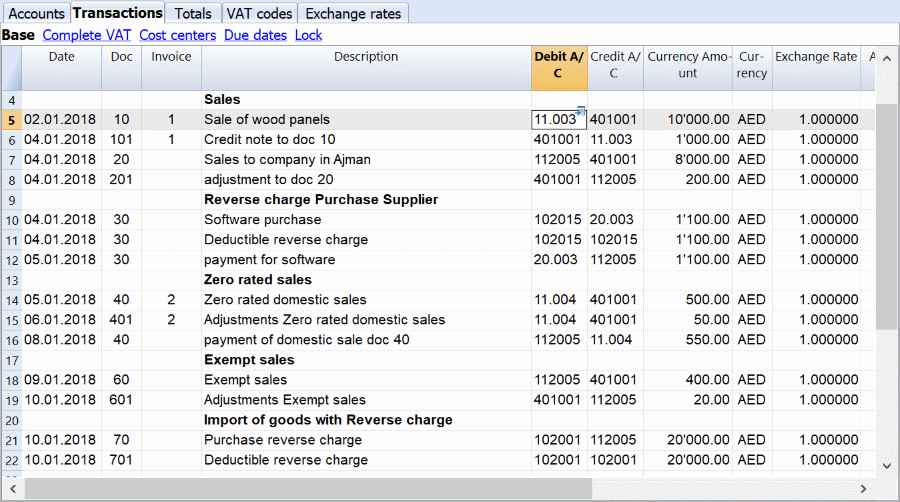 Accounts Transactions Totals VAT codes Exchange rates
Base Complete VAT Cost centers Due dates Lock
Date Doc Invoice Description Debit A/ Credit A/ Currency Amo- Cur- Exchange Rate A
C C unt rency
4 Sales
5 02.01.2018 10 1 Sale of wood panels 11.003 401001 10'000.00 AED 1.000000
6 04.01.2018 101 1 Credit note to doc 10 401001 11.003 1'000.00 AED 1.000000
7 04.01.2018 20 Sales to company in Ajman 112005 401001 8'000.00 AED 1.000000
8 04.01.2018 201 adjustment to doc 20 401001 112005 200.00 AED 1.000000
9 Reverse charge Purchase Supplier
10 04.01.2018 30 Software purchase 102015 20.003 1'100.00 AED 1.000000
11 04.01.2018 30 Deductible reverse charge 102015 102015 1'100.00 AED 1.000000
12 05.01.2018 30 payment for software 20.003 112005 1'100.00 AED 1.000000
13 Zero rated sales
14 05.01.2018 40 2 Zero rated domestic sales 11.004 401001 500.00 AED 1.000000
15 06.01.2018 401 2 Adjustments Zero rated domestic sales 11.004 401001 50.00 AED 1.000000
16 08.01.2018 40 payment of domestic sale doc 40 112005 11.004 550.00 AED 1.000000
17 Exempt sales
18 09.01.2018 60 Exempt sales 112005 401001 400.00 AED 1.000000
19 10.01.2018 601 Adjustments Exempt sales 401001 112005 20.00 AED 1.000000
20 Import of goods with Reverse charge
21 10.01.2018 70 Purchase reverse charge 102001 112005 20'000.00 AED 1.000000
22 10.01.2018 701 Deductible reverse charge 102001 102001 20'000.00 AED 1.000000